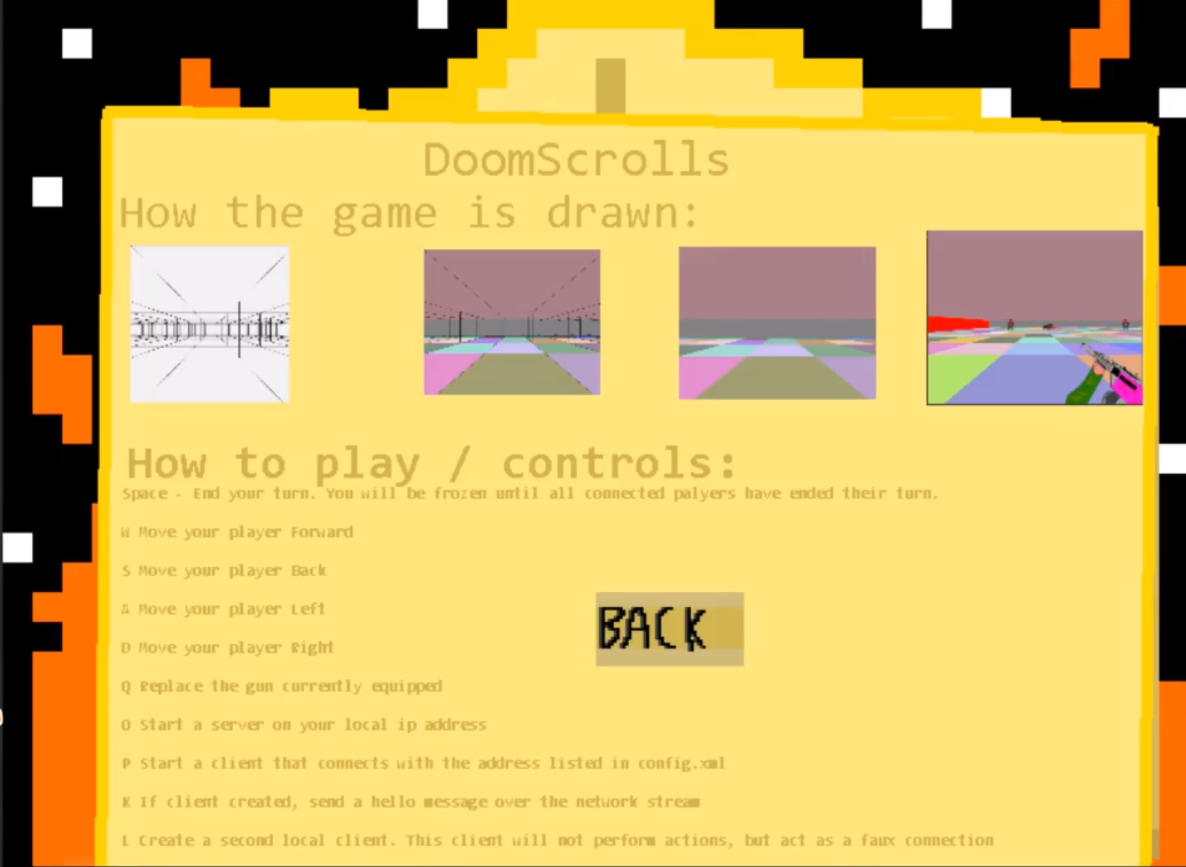 DoomScrolls
How the game is drawn:
How to play / controls:
Space - End your turn. You will be frozen until all connected palyers have ended their turn.
W Move your player Forward
S Move your player Back
A Move your player Left
D Move your player Right
BACK
Q Replace the gun currently equipped
O Start a server on your local ip address
P Start a client that connects with the address listed in config.xml
K If client created, send a hello message over the network stream
L Create a second local client. This client will not perform actions, but act as a faux connection